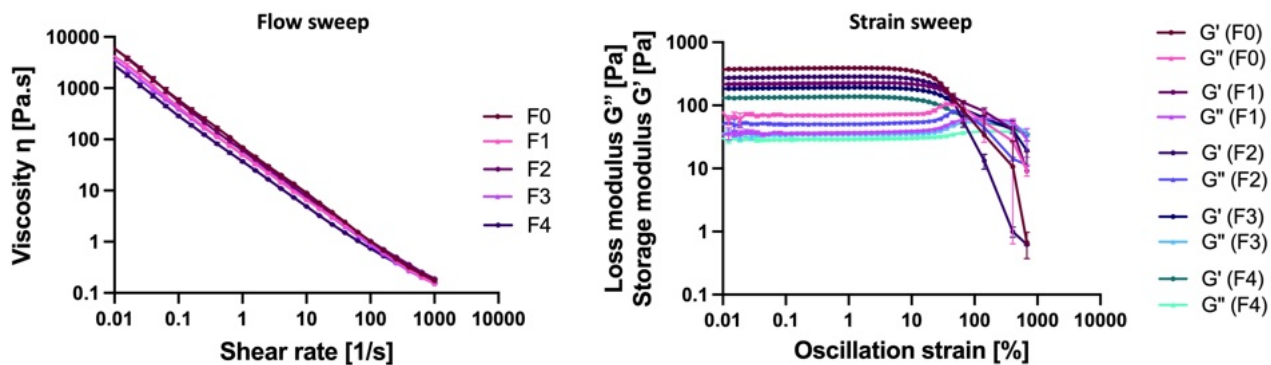 Flow sweep
Viscosity η [Pa.s]
10000
1000
100
10
1
0.1
0.01 0.1 1 10 100 1000 10000
Shear rate [1/s]
F0
F1
F2
F3
F4
Strain sweep
Loss modulus G" [Pa]
Storage modulus G' [Pa]
1000
100
10
1
0.1
0.01 0.1 1 10 100 1000 10000
Oscillation strain [%]
G' (F0)
G" (F0)
G' (F1)
G" (F1)
G' (F2)
G" (F2)
G' (F3)
G" (F3)
G' (F4)
G" (F4)